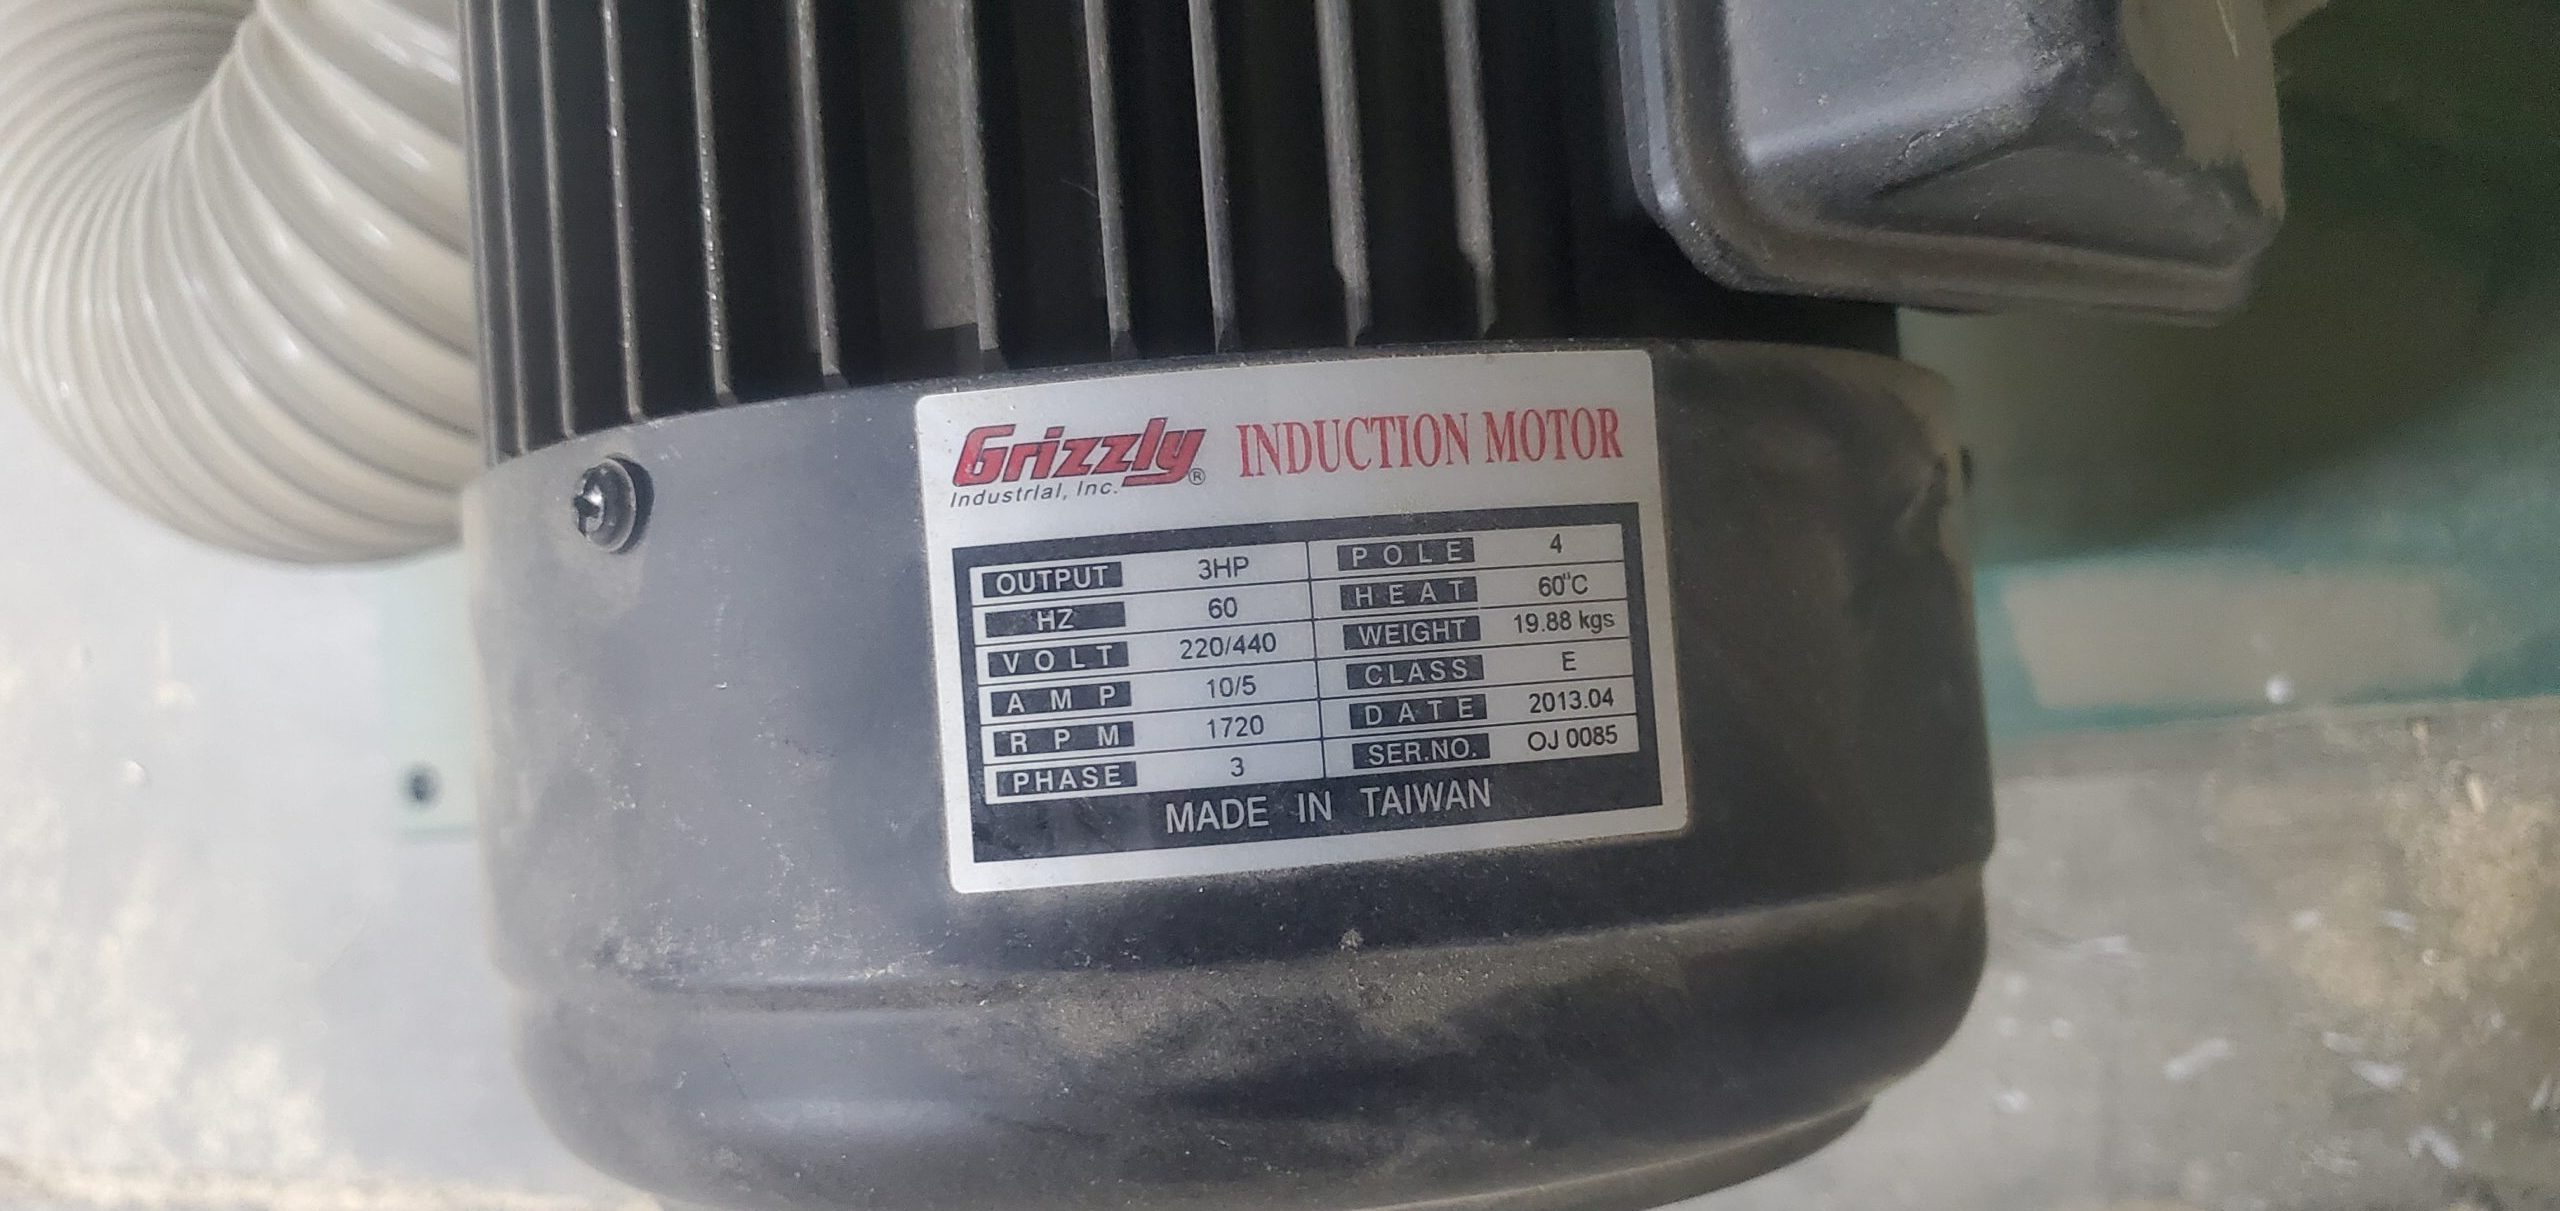 Grizzly® INDUCTION MOTOR
Industrial, Inc.
OUTPUT 3HP POLE 4
HZ 60 HEAT 60"C
VOLT 220/440 WEIGHT 19.88 kgs
AMP 10/5 CLASS E
RPM 1720 DATE 2013.04
PHASE 3 SER.NO. OJ 0085
MADE IN TAIWAN